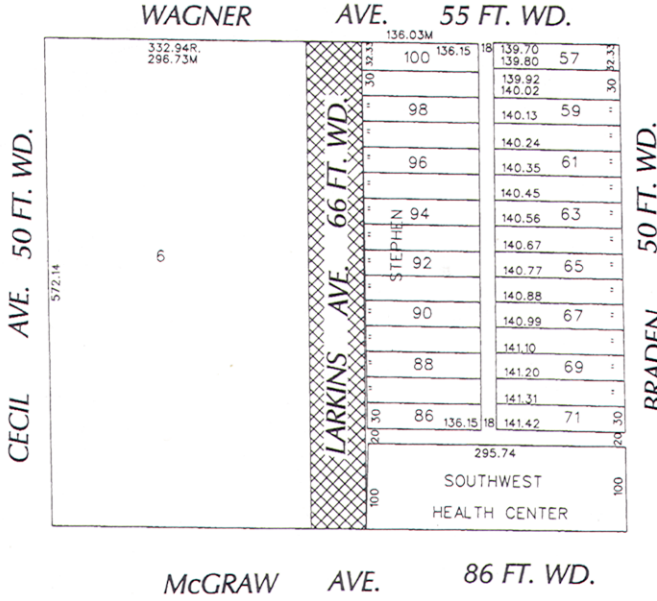 WAGNER AVE. 55 FT. WD.
136.03M
332.94R.
296.73M
32.33 100 136.15 18 139.70 57 32.33
139.80
30 139.92 30
140.02
" 98 140.13 59 "
140.24
" 96 140.35 61 "
140.45
" 94 140.56 63 "
140.67
" 92 140.77 65 "
140.88
" 90 140.99 67 "
141.10
" 88 141.20 69 "
141.31
30 86 136.15 18 141.42 71 30
20 20
295.74
100 SOUTHWEST 100
HEALTH CENTER
6
572.14
STEPHEN
LARKINS AVE. 66 FT. WD.
CECIL AVE. 50 FT. WD.
BRADEN 50 FT. WD.
McGRAW AVE. 86 FT. WD.